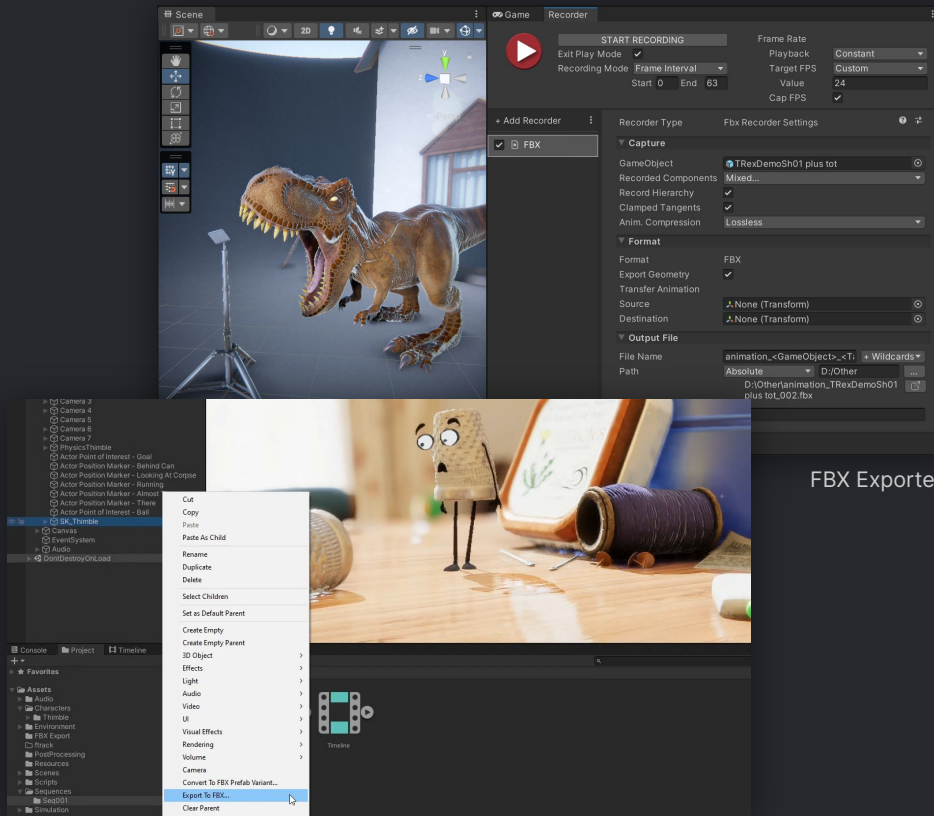 Scene
Game Recorder
2D
START RECORDING
Exit Play Mode
Recording Mode Frame Interval
Start 0 End 63
Frame Rate
Playback Constant
Target FPS Custom
Value 24
Cap FPS
+ Add Recorder
FBX
Recorder Type Fbx Recorder Settings
Capture
GameObject TRexDemoSh01 plus tot
Recorded Components Mixed...
Record Hierarchy
Clamped Tangents
Anim. Compression Lossless
Format
Format FBX
Export Geometry
Transfer Animation
Source None (Transform)
Destination None (Transform)
Output File
File Name animation_<GameObject>_<Ta + Wildcards
Path Absolute D:/Other ...
D:\Other\animation_TRexDemoSh01
plus tot_002.fbx
FBX Exporte
Camera 3
Camera 4
Camera 5
Camera 6
Camera 7
PhysicsThimble
Actor Point of Interest - Goal
Actor Position Marker - Behind Can
Actor Position Marker - Looking At Corpse
Actor Position Marker - Running
Actor Position Marker - Almost
Actor Position Marker - There
Actor Point of Interest - Ball
SK_Thimble
Canvas
EventSystem
Audio
DontDestroyOnLoad
Cut
Copy
Paste
Paste As Child
Rename
Duplicate
Delete
Select Children
Set as Default Parent
Create Empty
Create Empty Parent
3D Object
Effects
Light
Audio
Video
UI
Visual Effects
Rendering
Volume
Camera
Convert To FBX Prefab Variant...
Export To FBX...
Clear Parent
Console Project Timeline
Favorites
Assets
Audio
Characters
Thimble
Environment
FBX Export
ftrack
PostProcessing
Resources
Scenes
Scripts
Sequences
Seq001
Simulation
Timeline